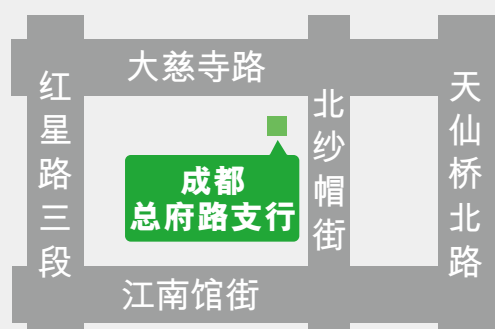 大慈寺路
红星路三段
北纱帽街
天仙桥北路
成都
总府路支行
江南馆街